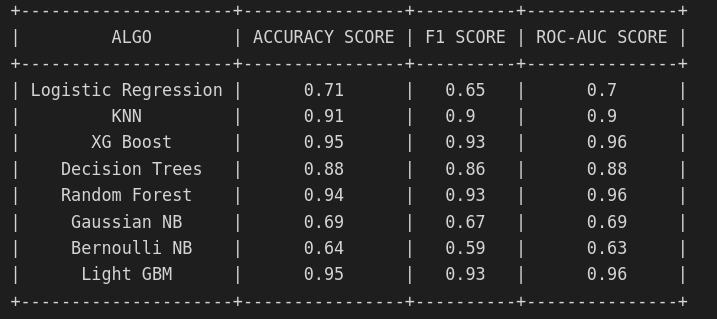 +---------------------+----------------+----------+---------------+
|         ALGO        | ACCURACY SCORE | F1 SCORE | ROC-AUC SCORE |
+---------------------+----------------+----------+---------------+
| Logistic Regression |      0.71      |   0.65   |      0.7      |
|         KNN         |      0.91      |   0.9    |      0.9      |
|       XG Boost      |      0.95      |   0.93   |      0.96     |
|    Decision Trees   |      0.88      |   0.86   |      0.88     |
|    Random Forest    |      0.94      |   0.93   |      0.96     |
|     Gaussian NB     |      0.69      |   0.67   |      0.69     |
|     Bernoulli NB    |      0.64      |   0.59   |      0.63     |
|      Light GBM      |      0.95      |   0.93   |      0.96     |
+---------------------+----------------+----------+---------------+